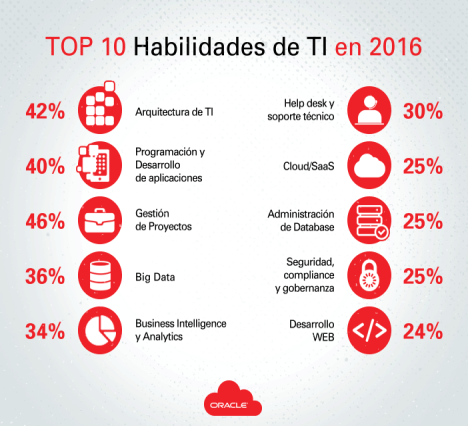 TOP 10 Habilidades de TI en 2016
42%
Arquitectura de TI
40%
Programación y
Desarrollo
de aplicaciones
46%
Gestión
de Proyectos
36%
Big Data
34%
Business Intelligence
y Analytics
Help desk y
soporte técnico
30%
Cloud/SaaS
25%
Administración
de Database
25%
Seguridad,
compliance
y gobernanza
25%
Desarrollo
WEB
</>
24%
ORACLE